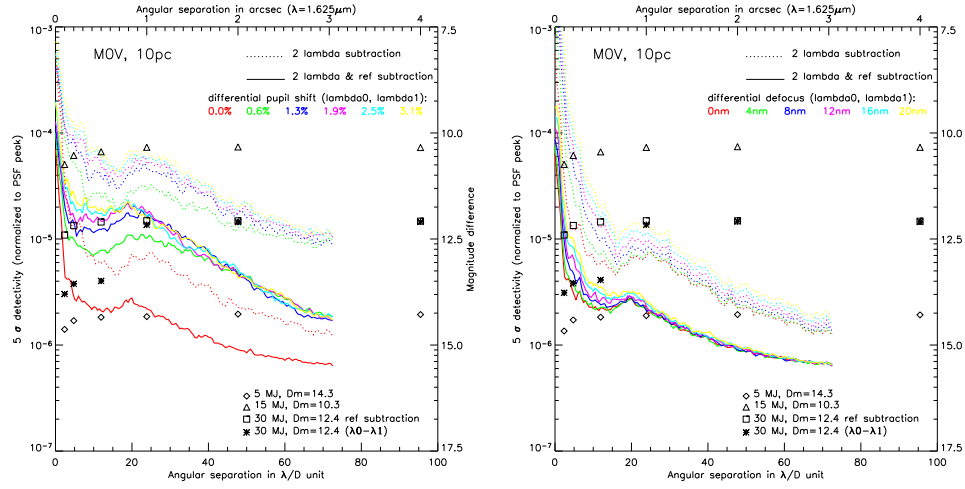 Angular separation in arcsec (λ=1.625μm)
0 1 2 3 4
10⁻³
7.5
M0V, 10pc
2 lambda subtraction
2 lambda & ref subtraction
differential pupil shift (lambda0, lambda1):
0.0% 0.6% 1.3% 1.9% 2.5% 3.1%
10⁻⁴
10.0
10⁻⁵
12.5
10⁻⁶
15.0
10⁻⁷
17.5
5 σ detectivity (normalized to PSF peak)
Magnitude difference
5 MJ, Dm=14.3
15 MJ, Dm=10.3
30 MJ, Dm=12.4 ref subtraction
30 MJ, Dm=12.4 (λ0−λ1)
0 20 40 60 80 100
Angular separation in λ/D unit
Angular separation in arcsec (λ=1.625μm)
0 1 2 3 4
10⁻³
7.5
M0V, 10pc
2 lambda subtraction
2 lambda & ref subtraction
differential defocus (lambda0, lambda1):
0nm 4nm 8nm 12nm 16nm 20nm
10⁻⁴
10.0
10⁻⁵
12.5
10⁻⁶
15.0
10⁻⁷
17.5
5 σ detectivity (normalized to PSF peak)
Magnitude difference
5 MJ, Dm=14.3
15 MJ, Dm=10.3
30 MJ, Dm=12.4 ref subtraction
30 MJ, Dm=12.4 (λ0−λ1)
0 20 40 60 80 100
Angular separation in λ/D unit